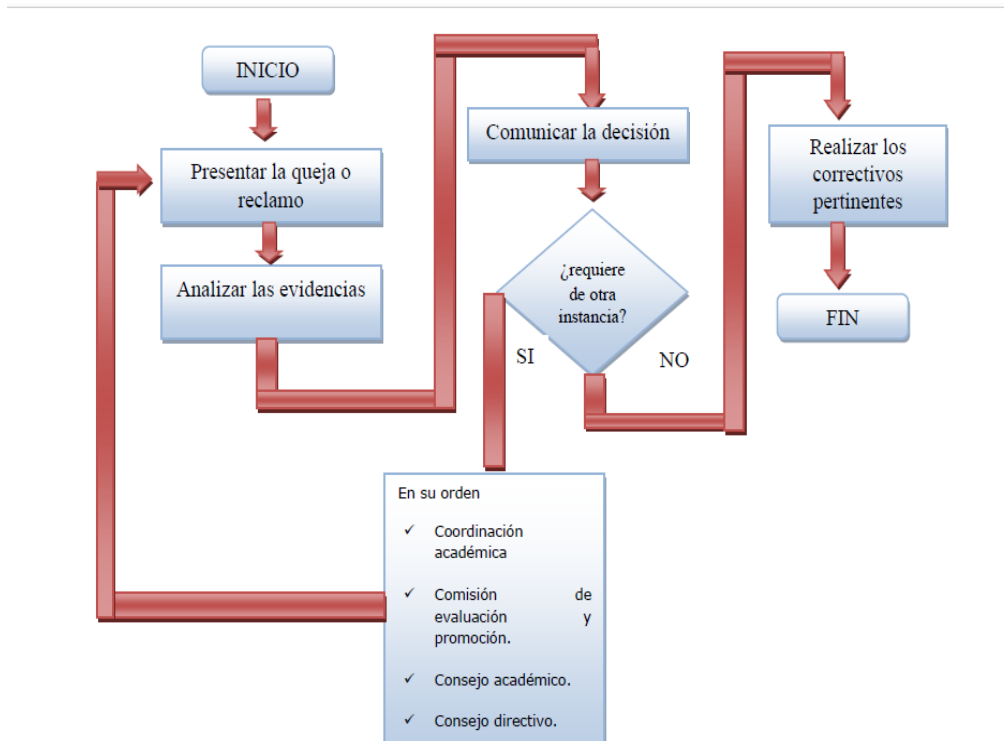 INICIO
Presentar la queja o
reclamo
Analizar las evidencias
Comunicar la decisión
¿requiere
de otra
instancia?
SI
NO
En su orden
✓ Coordinación
académica
✓ Comisión de
evaluación y
promoción.
✓ Consejo académico.
✓ Consejo directivo.
Realizar los
correctivos
pertinentes
FIN